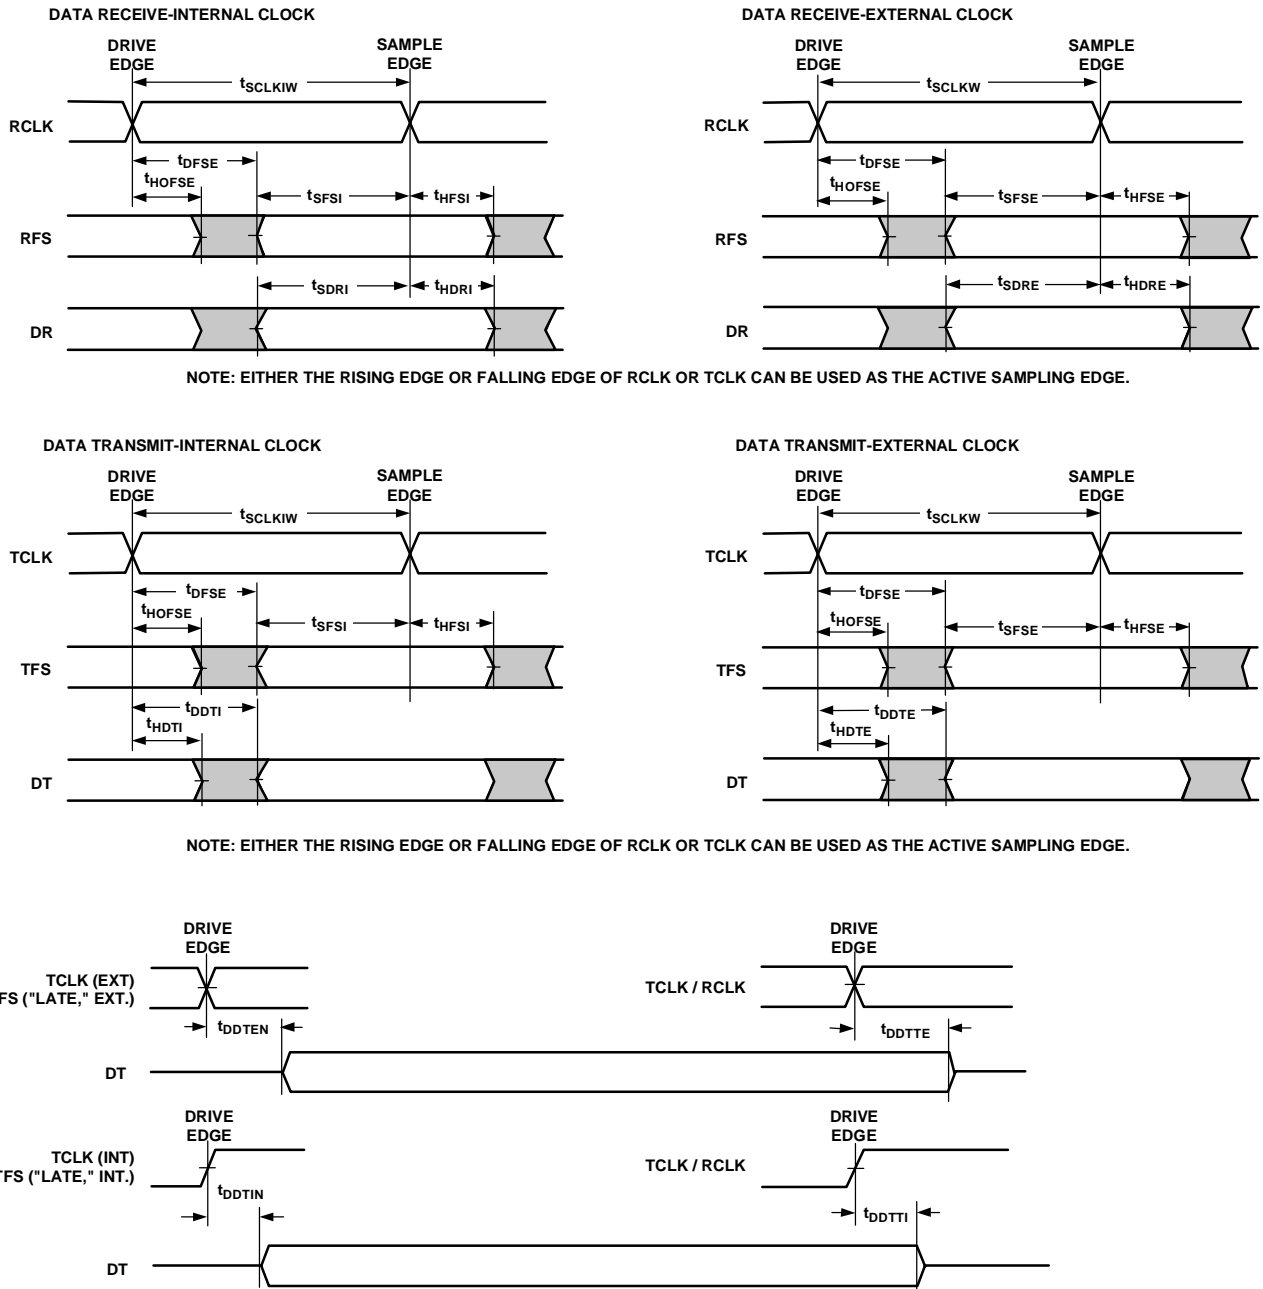 DATA RECEIVE-INTERNAL CLOCK
DRIVE
EDGE
SAMPLE
EDGE
tSCLKIW
RCLK
tDFSE
tHOFSE
tSFSI
tHFSI
RFS
tSDRI
tHDRI
DR
DATA RECEIVE-EXTERNAL CLOCK
DRIVE
EDGE
SAMPLE
EDGE
tSCLKW
RCLK
tDFSE
tHOFSE
tSFSE
tHFSE
RFS
tSDRE
tHDRE
DR
NOTE: EITHER THE RISING EDGE OR FALLING EDGE OF RCLK OR TCLK CAN BE USED AS THE ACTIVE SAMPLING EDGE.
DATA TRANSMIT-INTERNAL CLOCK
DRIVE
EDGE
SAMPLE
EDGE
tSCLKIW
TCLK
tDFSE
tHOFSE
tSFSI
tHFSI
TFS
tDDTI
tHDTI
DT
DATA TRANSMIT-EXTERNAL CLOCK
DRIVE
EDGE
SAMPLE
EDGE
tSCLKW
TCLK
tDFSE
tHOFSE
tSFSE
tHFSE
TFS
tDDTE
tHDTE
DT
NOTE: EITHER THE RISING EDGE OR FALLING EDGE OF RCLK OR TCLK CAN BE USED AS THE ACTIVE SAMPLING EDGE.
DRIVE
EDGE
TCLK (EXT)
FS ("LATE," EXT.)
tDDTEN
DT
DRIVE
EDGE
TCLK / RCLK
tDDTTE
DRIVE
EDGE
TCLK (INT)
TFS ("LATE," INT.)
tDDTIN
DT
DRIVE
EDGE
TCLK / RCLK
tDDTTI